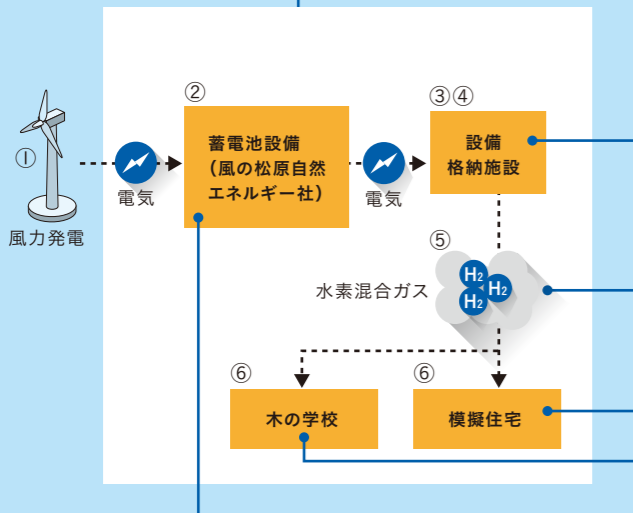 ①
風力発電
電気
②
蓄電池設備
（風の松原自然
エネルギー社）
電気
③④
設備
格納施設
⑤
水素混合ガス
H₂
H₂
H₂
⑥
木の学校
⑥
模擬住宅